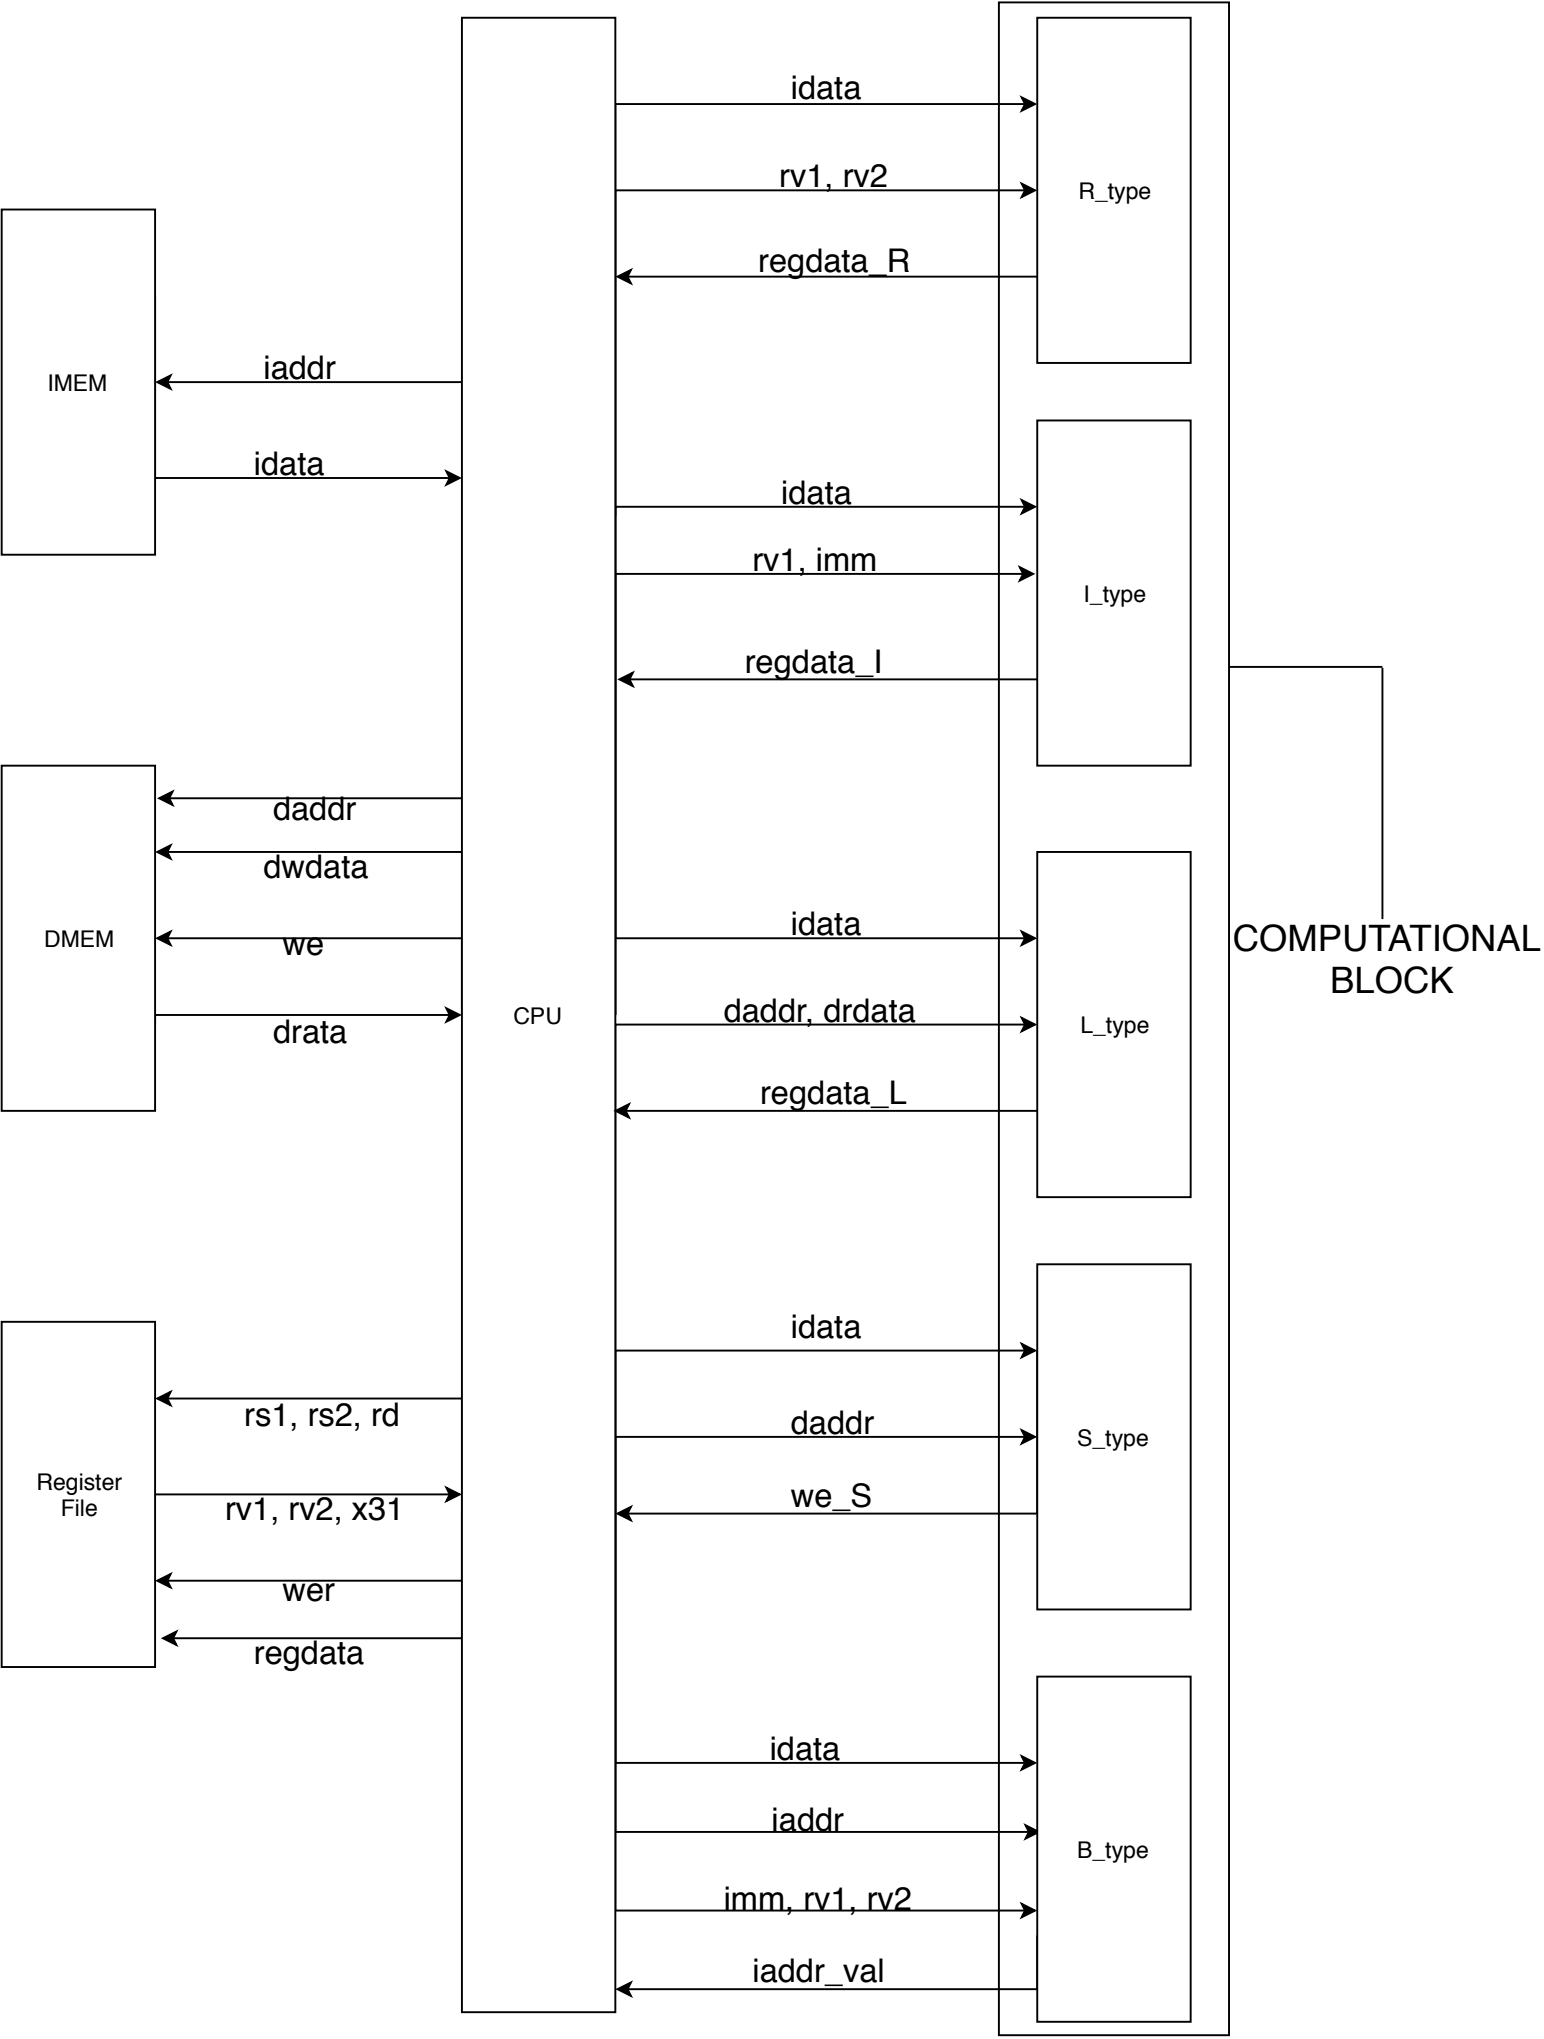 idata
rv1, rv2
R_type
regdata_R
IMEM
iaddr
idata
idata
rv1, imm
I_type
regdata_I
DMEM
daddr
dwdata
we
drata
CPU
idata
daddr, drdata
L_type
regdata_L
COMPUTATIONAL
BLOCK
Register
File
rs1, rs2, rd
rv1, rv2, x31
wer
regdata
idata
daddr
S_type
we_S
idata
iaddr
B_type
imm, rv1, rv2
iaddr_val